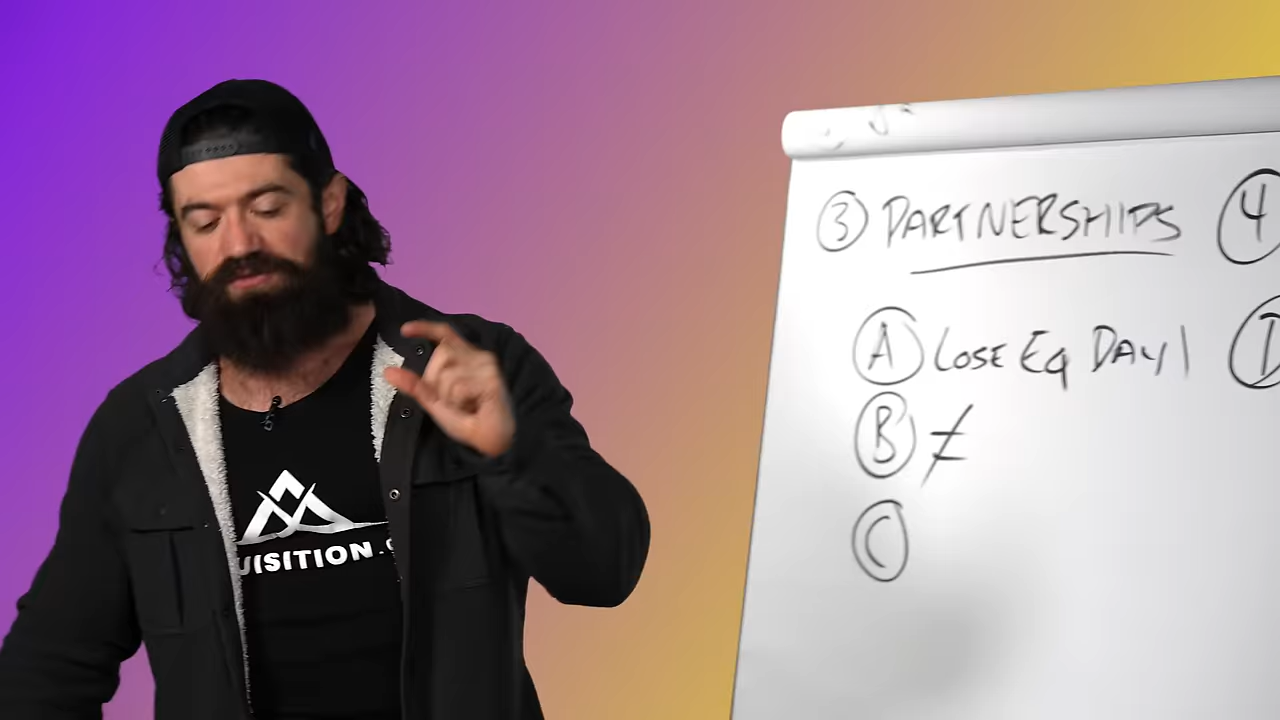 UISITION.
③ PARTNERSHIPS
Ⓐ LOSE EQ DAY 1
Ⓑ ≠
Ⓒ
④
Ⓓ